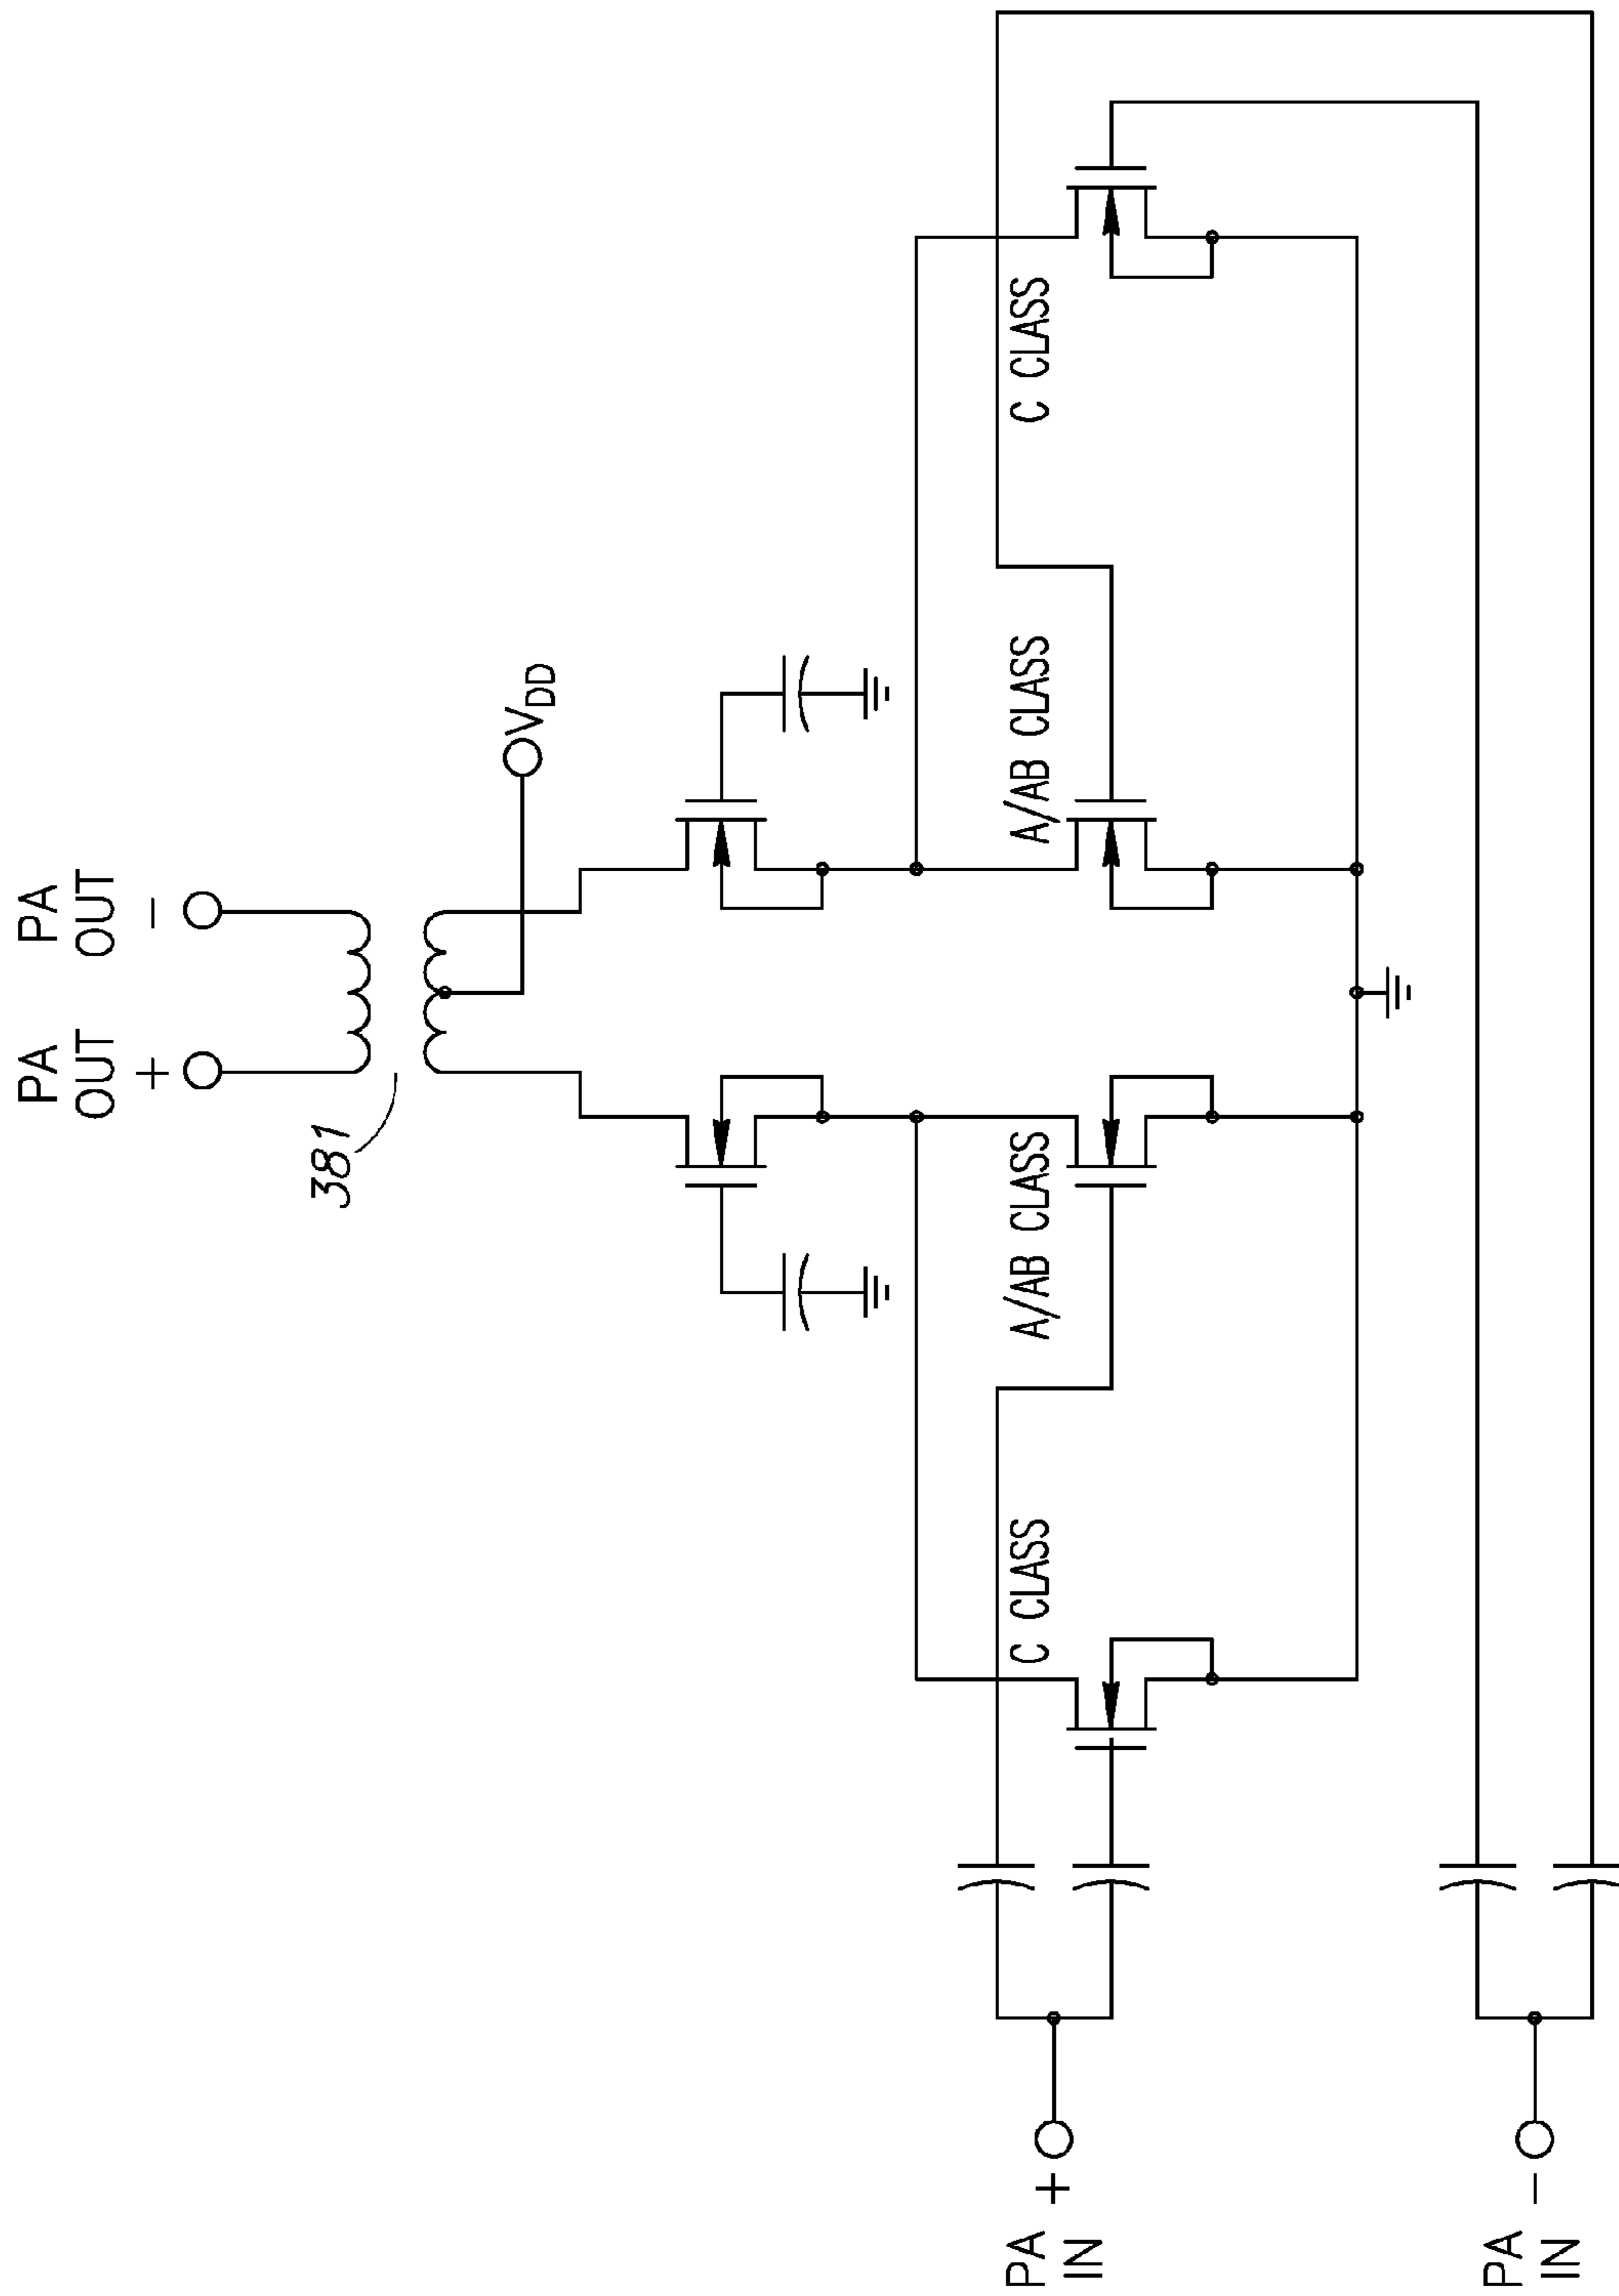 PA
OUT
+
PA
OUT
−
381
VDD
C CLASS
A/AB CLASS
A/AB CLASS
C CLASS
PA
IN
+
PA
IN
−